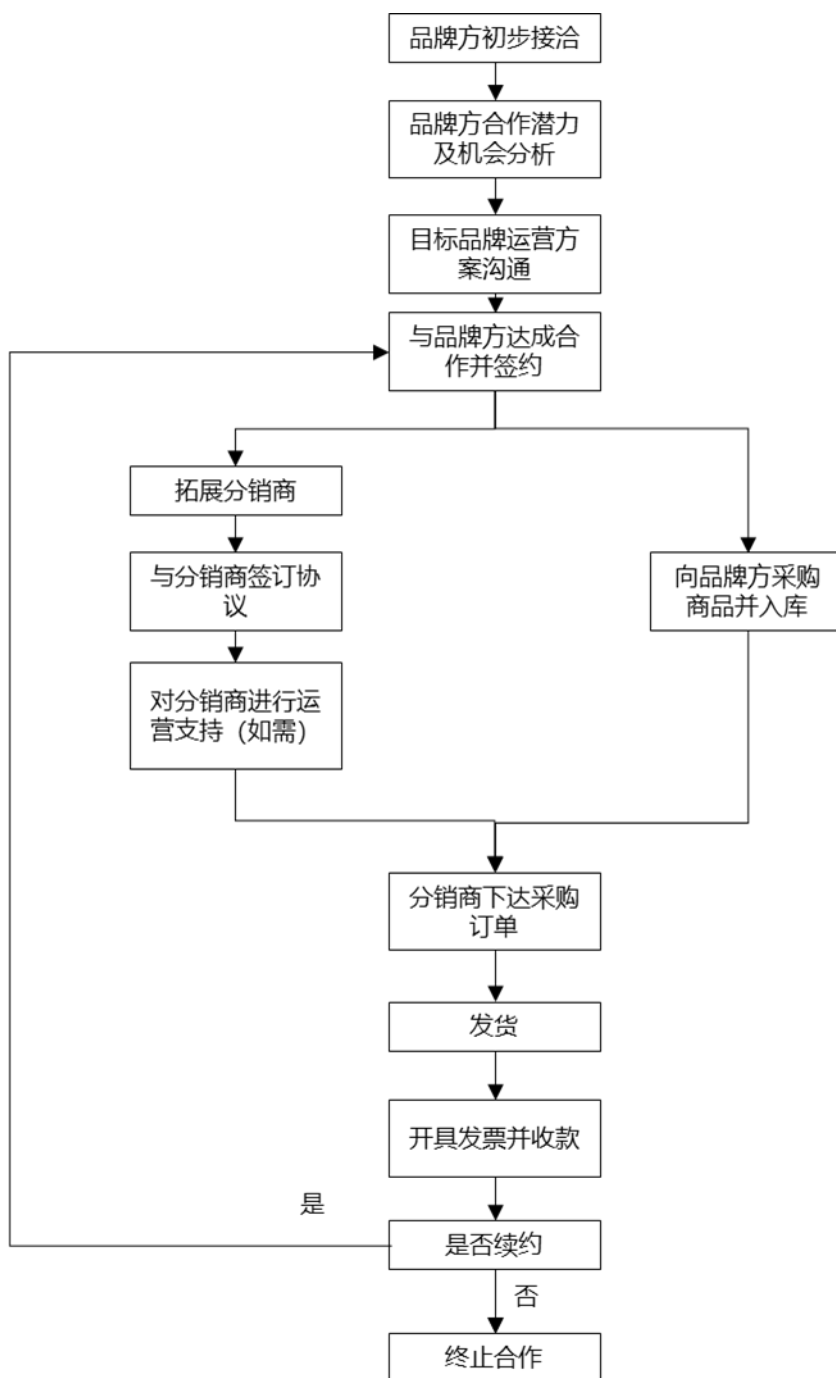 品牌方初步接洽
品牌方合作潜力
及机会分析
目标品牌运营方
案沟通
与品牌方达成合
作并签约
拓展分销商
与分销商签订协
议
向品牌方采购
商品并入库
对分销商进行运
营支持（如需）
分销商下达采购
订单
发货
开具发票并收款
是
是否续约
否
终止合作